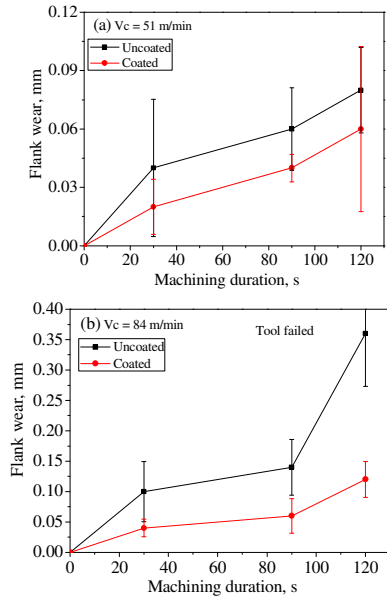 (a) Vc = 51 m/min
Uncoated
Coated
0.12
0.09
0.06
0.03
0.00
Flank wear, mm
0 20 40 60 80 100 120
Machining duration, s
(b) Vc = 84 m/min
Tool failed
Uncoated
Coated
0.40
0.35
0.30
0.25
0.20
0.15
0.10
0.05
0.00
Flank wear, mm
0 20 40 60 80 100 120
Machining duration, s